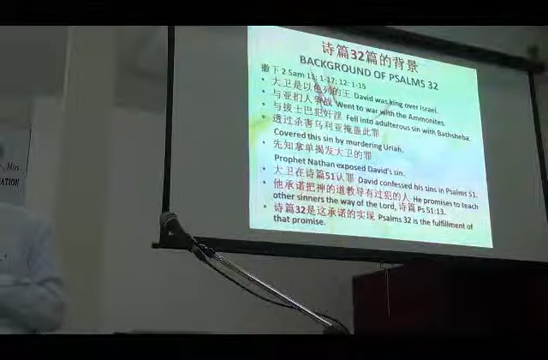 诗篇32篇的背景
BACKGROUND OF PSALMS 32
撒下 2 Sam 11: 1-17; 12: 1-15
• 大卫是以色列的王 David was king over Israel.
• 与亚扪人争战 Went to war with the Ammonites.
• 与拔士巴犯奸淫 Fell into adulterous sin with Bathsheba.
• 透过杀害乌利亚掩盖此罪
Covered this sin by murdering Uriah.
• 先知拿单揭发大卫的罪
Prophet Nathan exposed David's sin.
• 大卫在诗篇51认罪 David confessed his sins in Psalms 51.
• 他承诺把神的道教导有过犯的人 He promises to teach
other sinners the way of the Lord, 诗篇 Ps 51:13.
• 诗篇32是这承诺的实现 Psalms 32 is the fulfillment of
that promise.